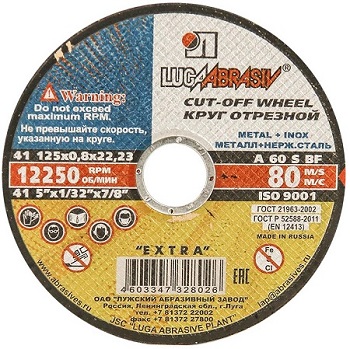 LUGAABRASIV
CUT-OFF WHEEL
КРУГ ОТРЕЗНОЙ
METAL + INOX
МЕТАЛЛ+НЕРЖ.СТАЛЬ
Warning:
Do not exceed
maximum RPM.
Не превышайте скорость,
указанную на круге.
41 125x0,8x22,23
12250 RPM ОБ/МИН
41 5"x1/32"x7/8"
A 60 S BF
80 M/S М/С
ISO 9001
ГОСТ 21963-2002
ГОСТ Р 52588-2011
(EN 12413)
MADE IN RUSSIA
Fe
Cr Ni
"EXTRA"
4 603347 328026
EAC
ОАО "ЛУЖСКИЙ АБРАЗИВНЫЙ ЗАВОД"
Россия, Ленинградская обл, г.Луга
тел +7 81372 22002
факс +7 81372 27800
JSC "LUGA ABRASIVE PLANT"
www.abrasives.ru
lap@abrasives.ru